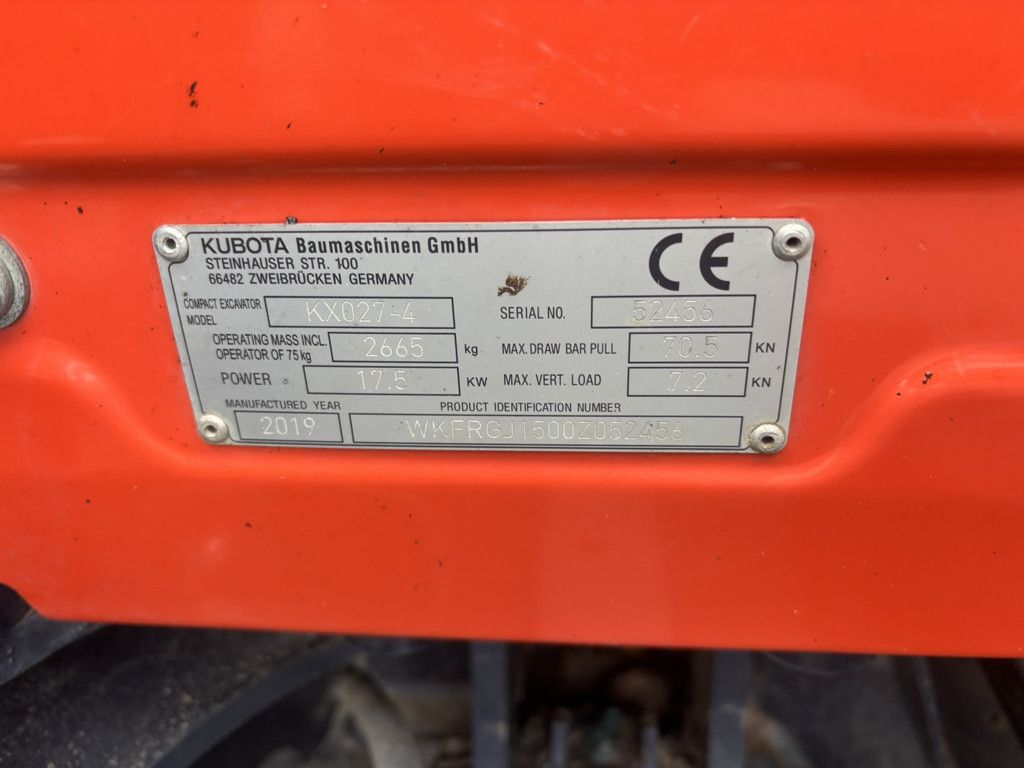 KUBOTA Baumaschinen GmbH
STEINHAUSER STR. 100
66482 ZWEIBRÜCKEN GERMANY
CE
COMPACT EXCAVATOR MODEL KX027-4 SERIAL NO. 52456
OPERATING MASS INCL. OPERATOR OF 75 kg 2665 kg MAX. DRAW BAR PULL 70.5 KN
POWER 17.5 KW MAX. VERT. LOAD 7.2 KN
MANUFACTURED YEAR PRODUCT IDENTIFICATION NUMBER
2019 WKFRGJ1500Z052456